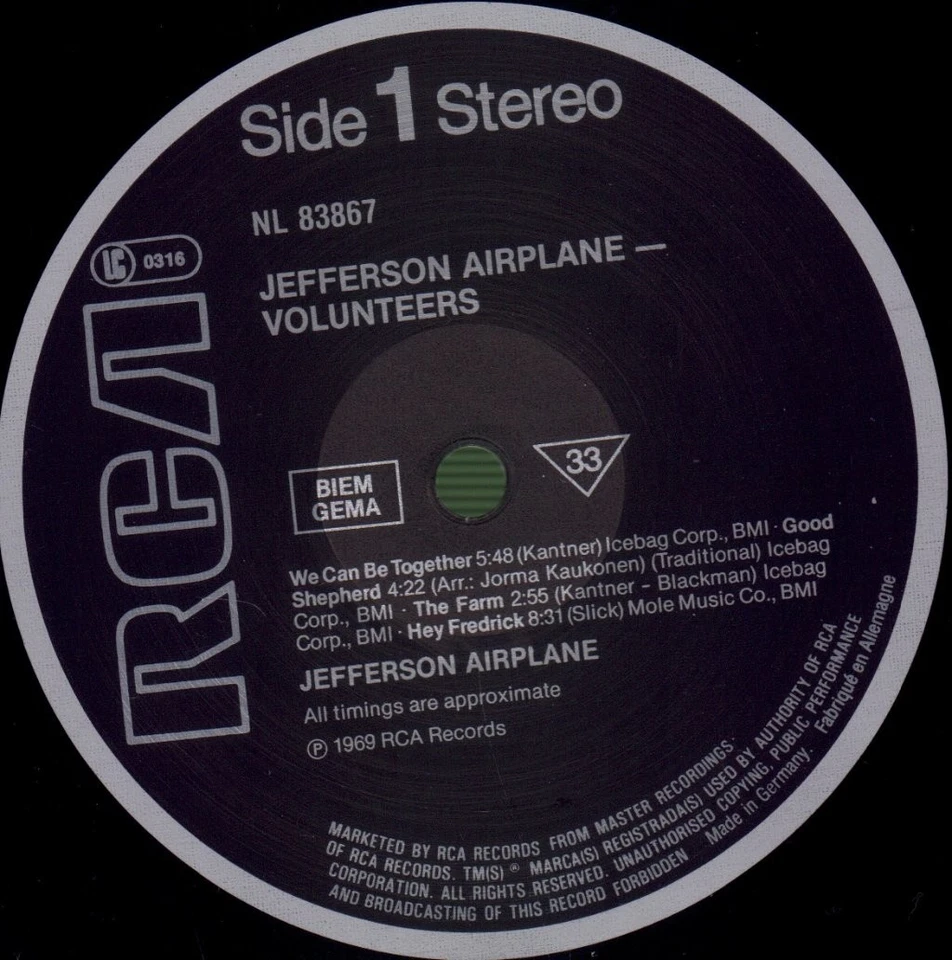 Side 1 Stereo
NL 83867
LC 0316
JEFFERSON AIRPLANE —
VOLUNTEERS
RCA
BIEM
GEMA
33
We Can Be Together 5:48 (Kantner) Icebag Corp., BMI · Good
Shepherd 4:22 (Arr.: Jorma Kaukonen) (Traditional) Icebag
Corp., BMI · The Farm 2:55 (Kantner – Blackman) Icebag
Corp., BMI · Hey Fredrick 8:31 (Slick) Mole Music Co., BMI
JEFFERSON AIRPLANE
All timings are approximate
Ⓟ 1969 RCA Records
MARKETED BY RCA RECORDS FROM MASTER RECORDINGS.
OF RCA RECORDS. TM(S) ® MARCA(S) REGISTRADA(S) USED BY AUTHORITY OF RCA
CORPORATION. ALL RIGHTS RESERVED. UNAUTHORISED COPYING, PUBLIC PERFORMANCE
AND BROADCASTING OF THIS RECORD FORBIDDEN Made in Germany. Fabriqué en Allemagne